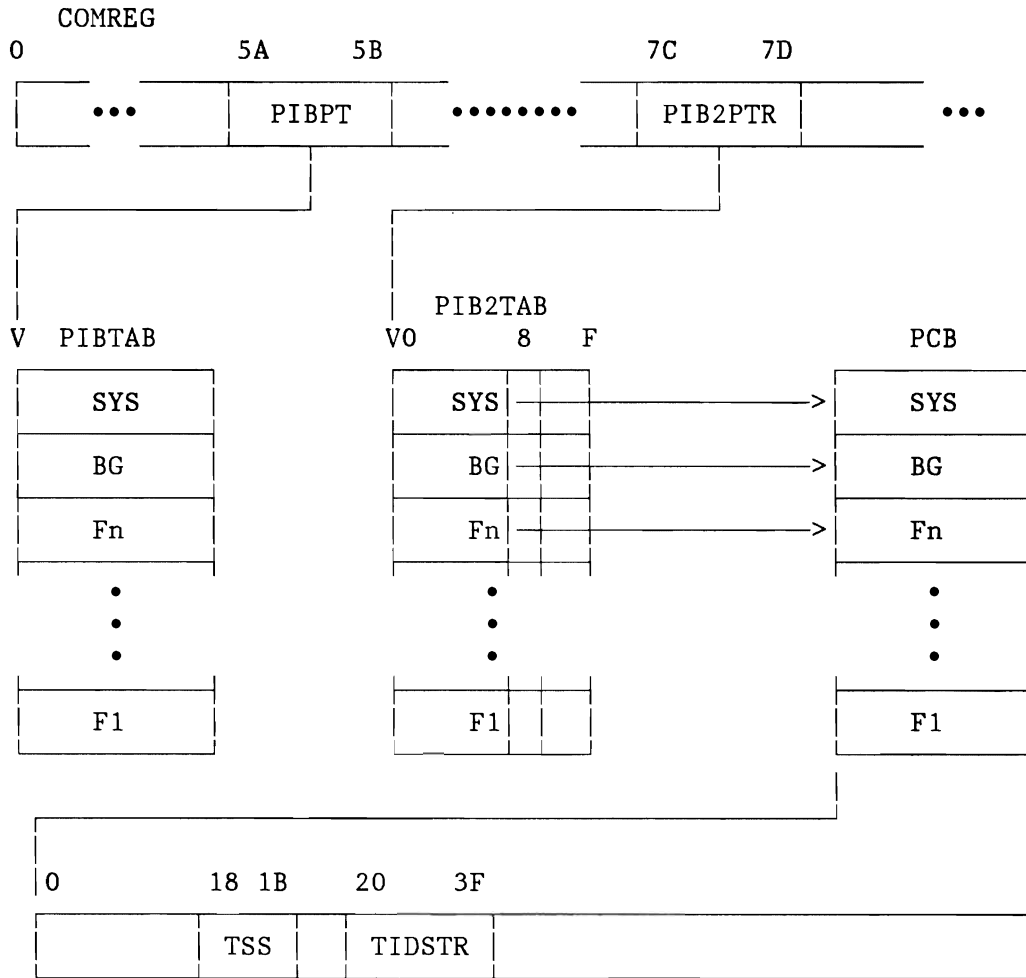 COMREG
0 5A 5B 7C 7D
••• PIBPT •••••••• PIB2PTR •••
PIB2TAB
V PIBTAB V0 8 F PCB
SYS SYS SYS
BG BG BG
Fn Fn Fn
F1 F1 F1
0 18 1B 20 3F
TSS TIDSTR